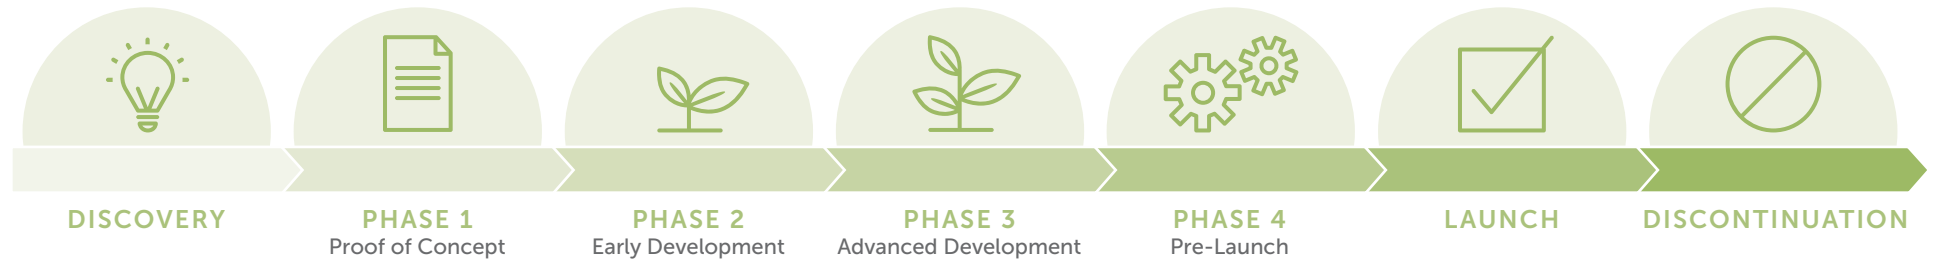 DISCOVERY
PHASE 1
Proof of Concept
PHASE 2
Early Development
PHASE 3
Advanced Development
PHASE 4
Pre-Launch
LAUNCH
DISCONTINUATION